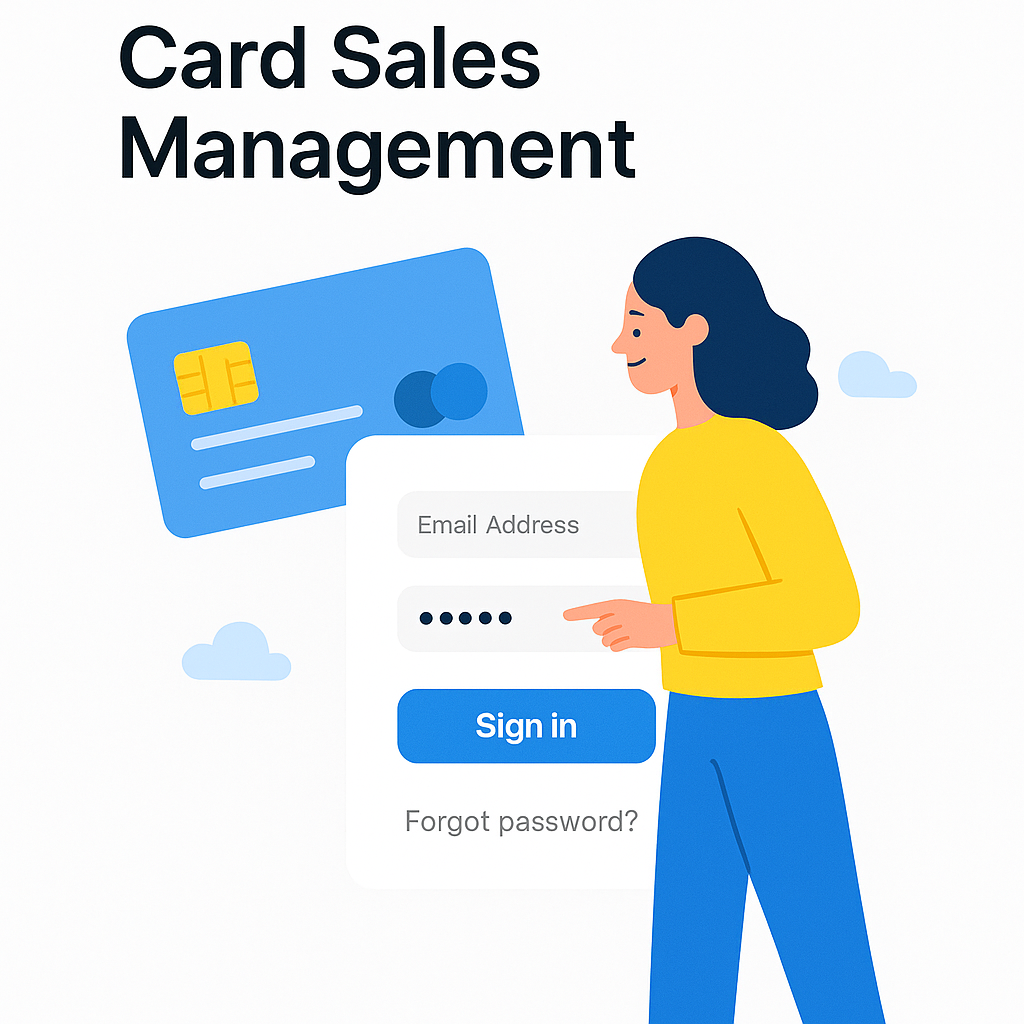 Card Sales
Management
Email Address
•••••
Sign in
Forgot password?